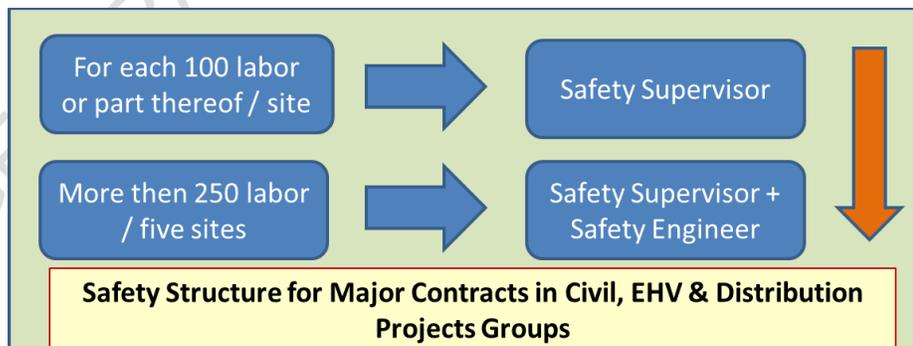 For each 100 labor
or part thereof / site
Safety Supervisor
More then 250 labor
/ five sites
Safety Supervisor +
Safety Engineer
Safety Structure for Major Contracts in Civil, EHV & Distribution
Projects Groups